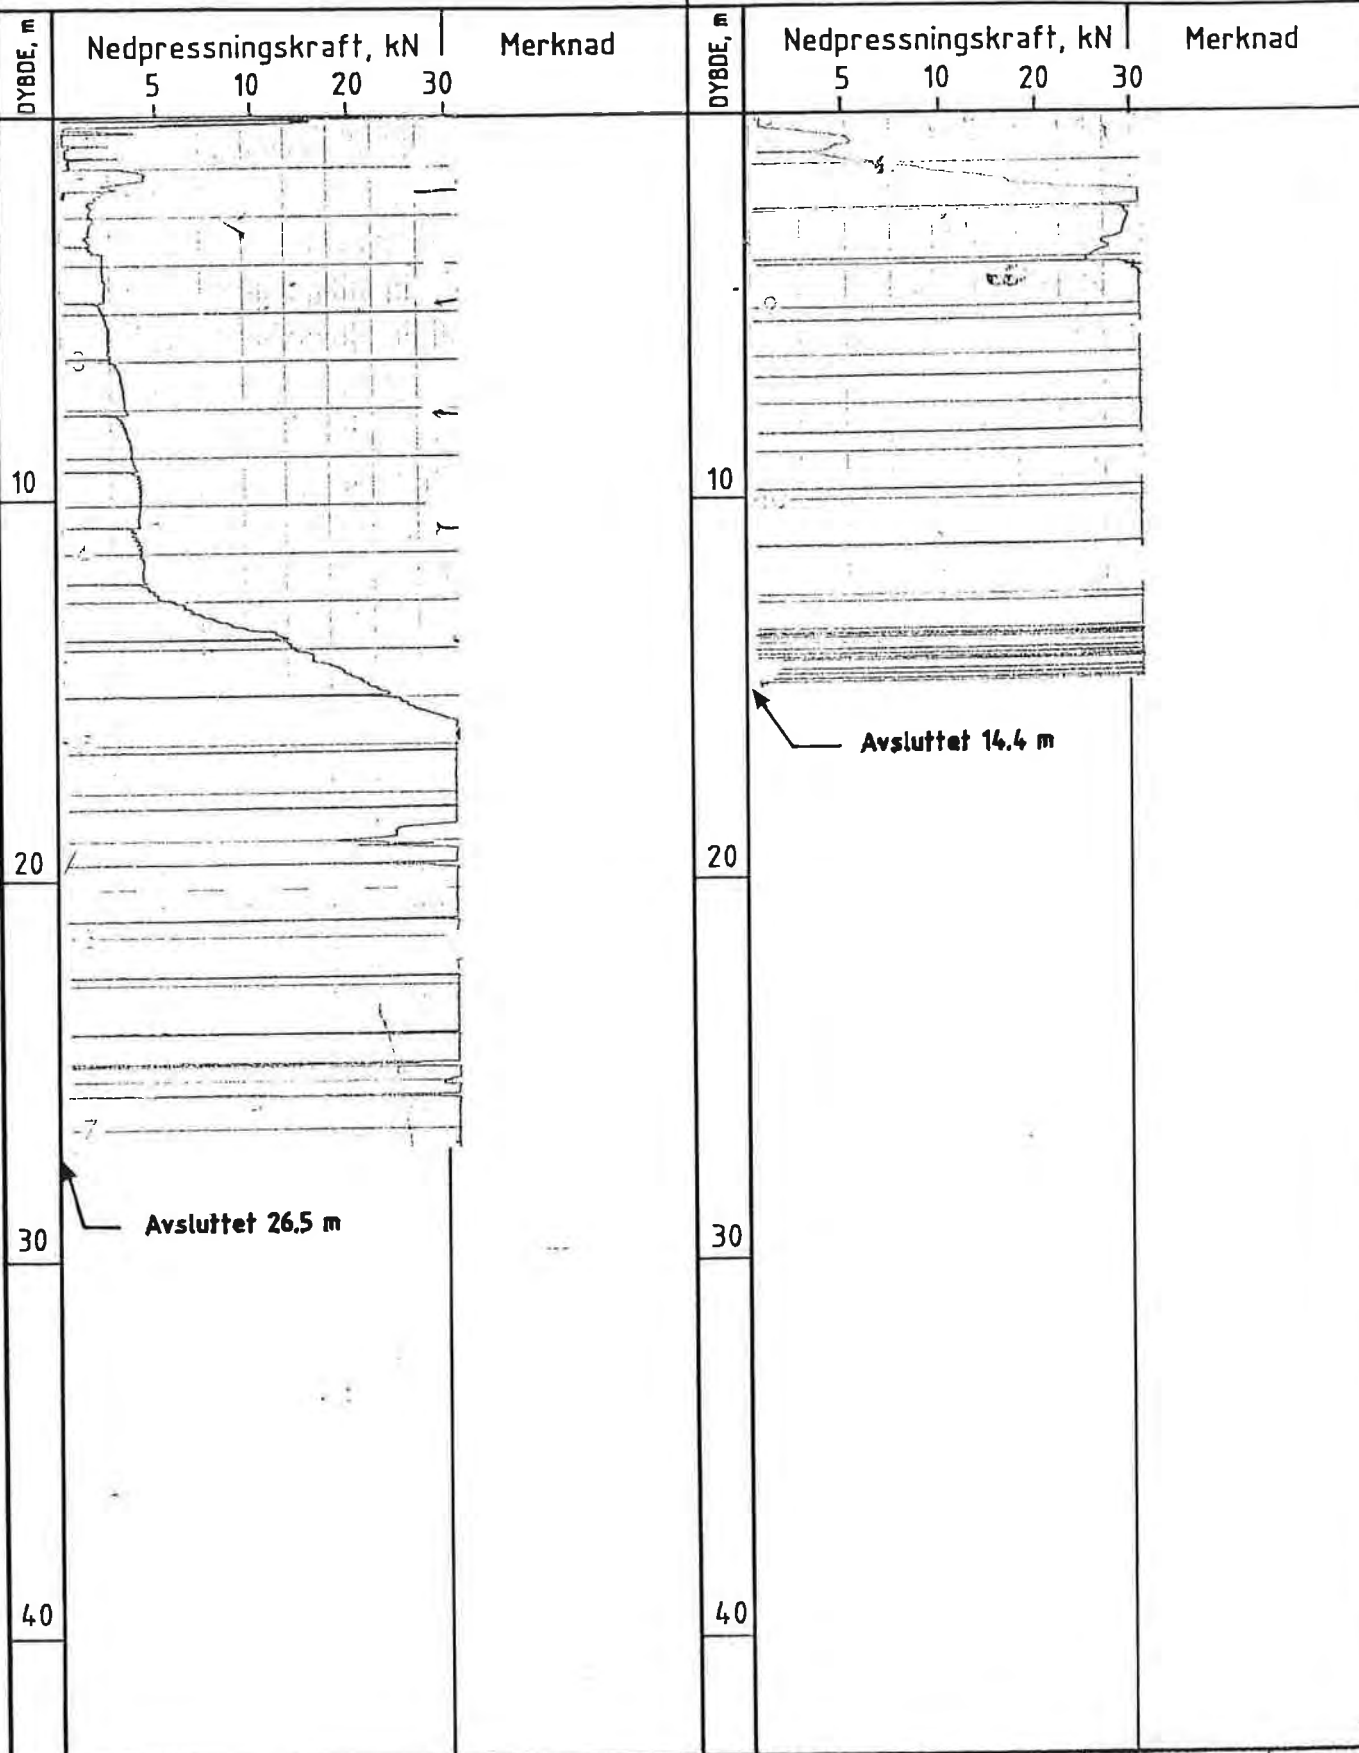 DYBDE, m
Nedpressningskraft, kN
Merknad
5 10 20 30
10
20
30
40
Avsluttet 26.5 m
DYBDE, m
Nedpressningskraft, kN
Merknad
5 10 20 30
10
20
30
40
Avsluttet 14.4 m